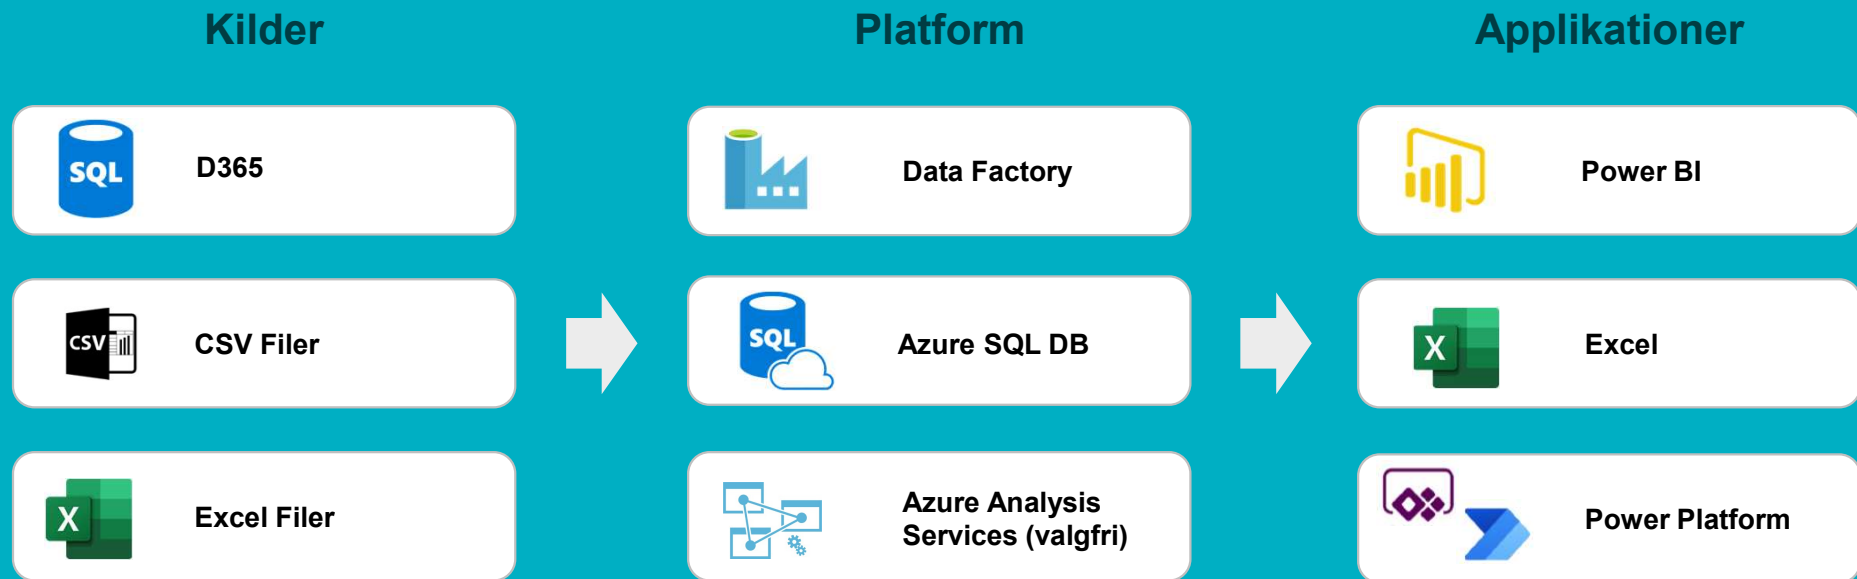 Kilder
Platform
Applikationer
SQL
D365
Data Factory
Power BI
CSV
CSV Filer
SQL
Azure SQL DB
X
Excel
X
Excel Filer
Azure Analysis
Services (valgfri)
Power Platform